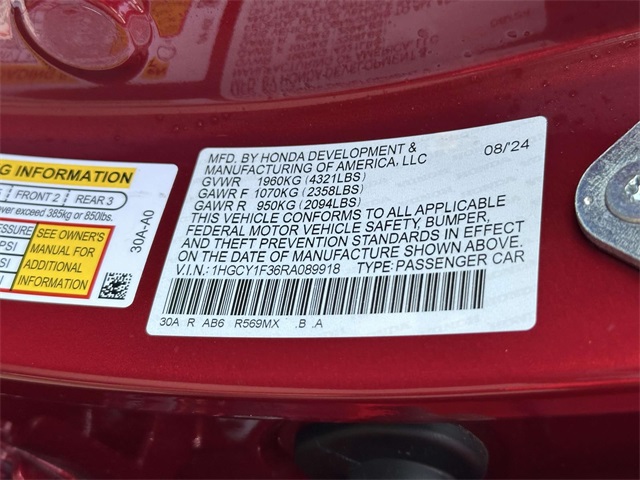 G INFORMATION
FRONT 2 REAR 3
ver exceed 385kg or 850lbs.
PSI
PSI
SEE OWNER'S
MANUAL FOR
ADDITIONAL
INFORMATION
30A-A0
MFD. BY HONDA DEVELOPMENT &
MANUFACTURING OF AMERICA, LLC
08/'24
GVWR 1960KG (4321LBS)
GAWR F 1070KG (2358LBS)
GAWR R 950KG (2094LBS)
THIS VEHICLE CONFORMS TO ALL APPLICABLE
FEDERAL MOTOR VEHICLE SAFETY, BUMPER,
AND THEFT PREVENTION STANDARDS IN EFFECT
ON THE DATE OF MANUFACTURE SHOWN ABOVE.
V.I.N.: 1HGCY1F36RA089918 TYPE: PASSENGER CAR
30A R AB6 R569MX .B .A